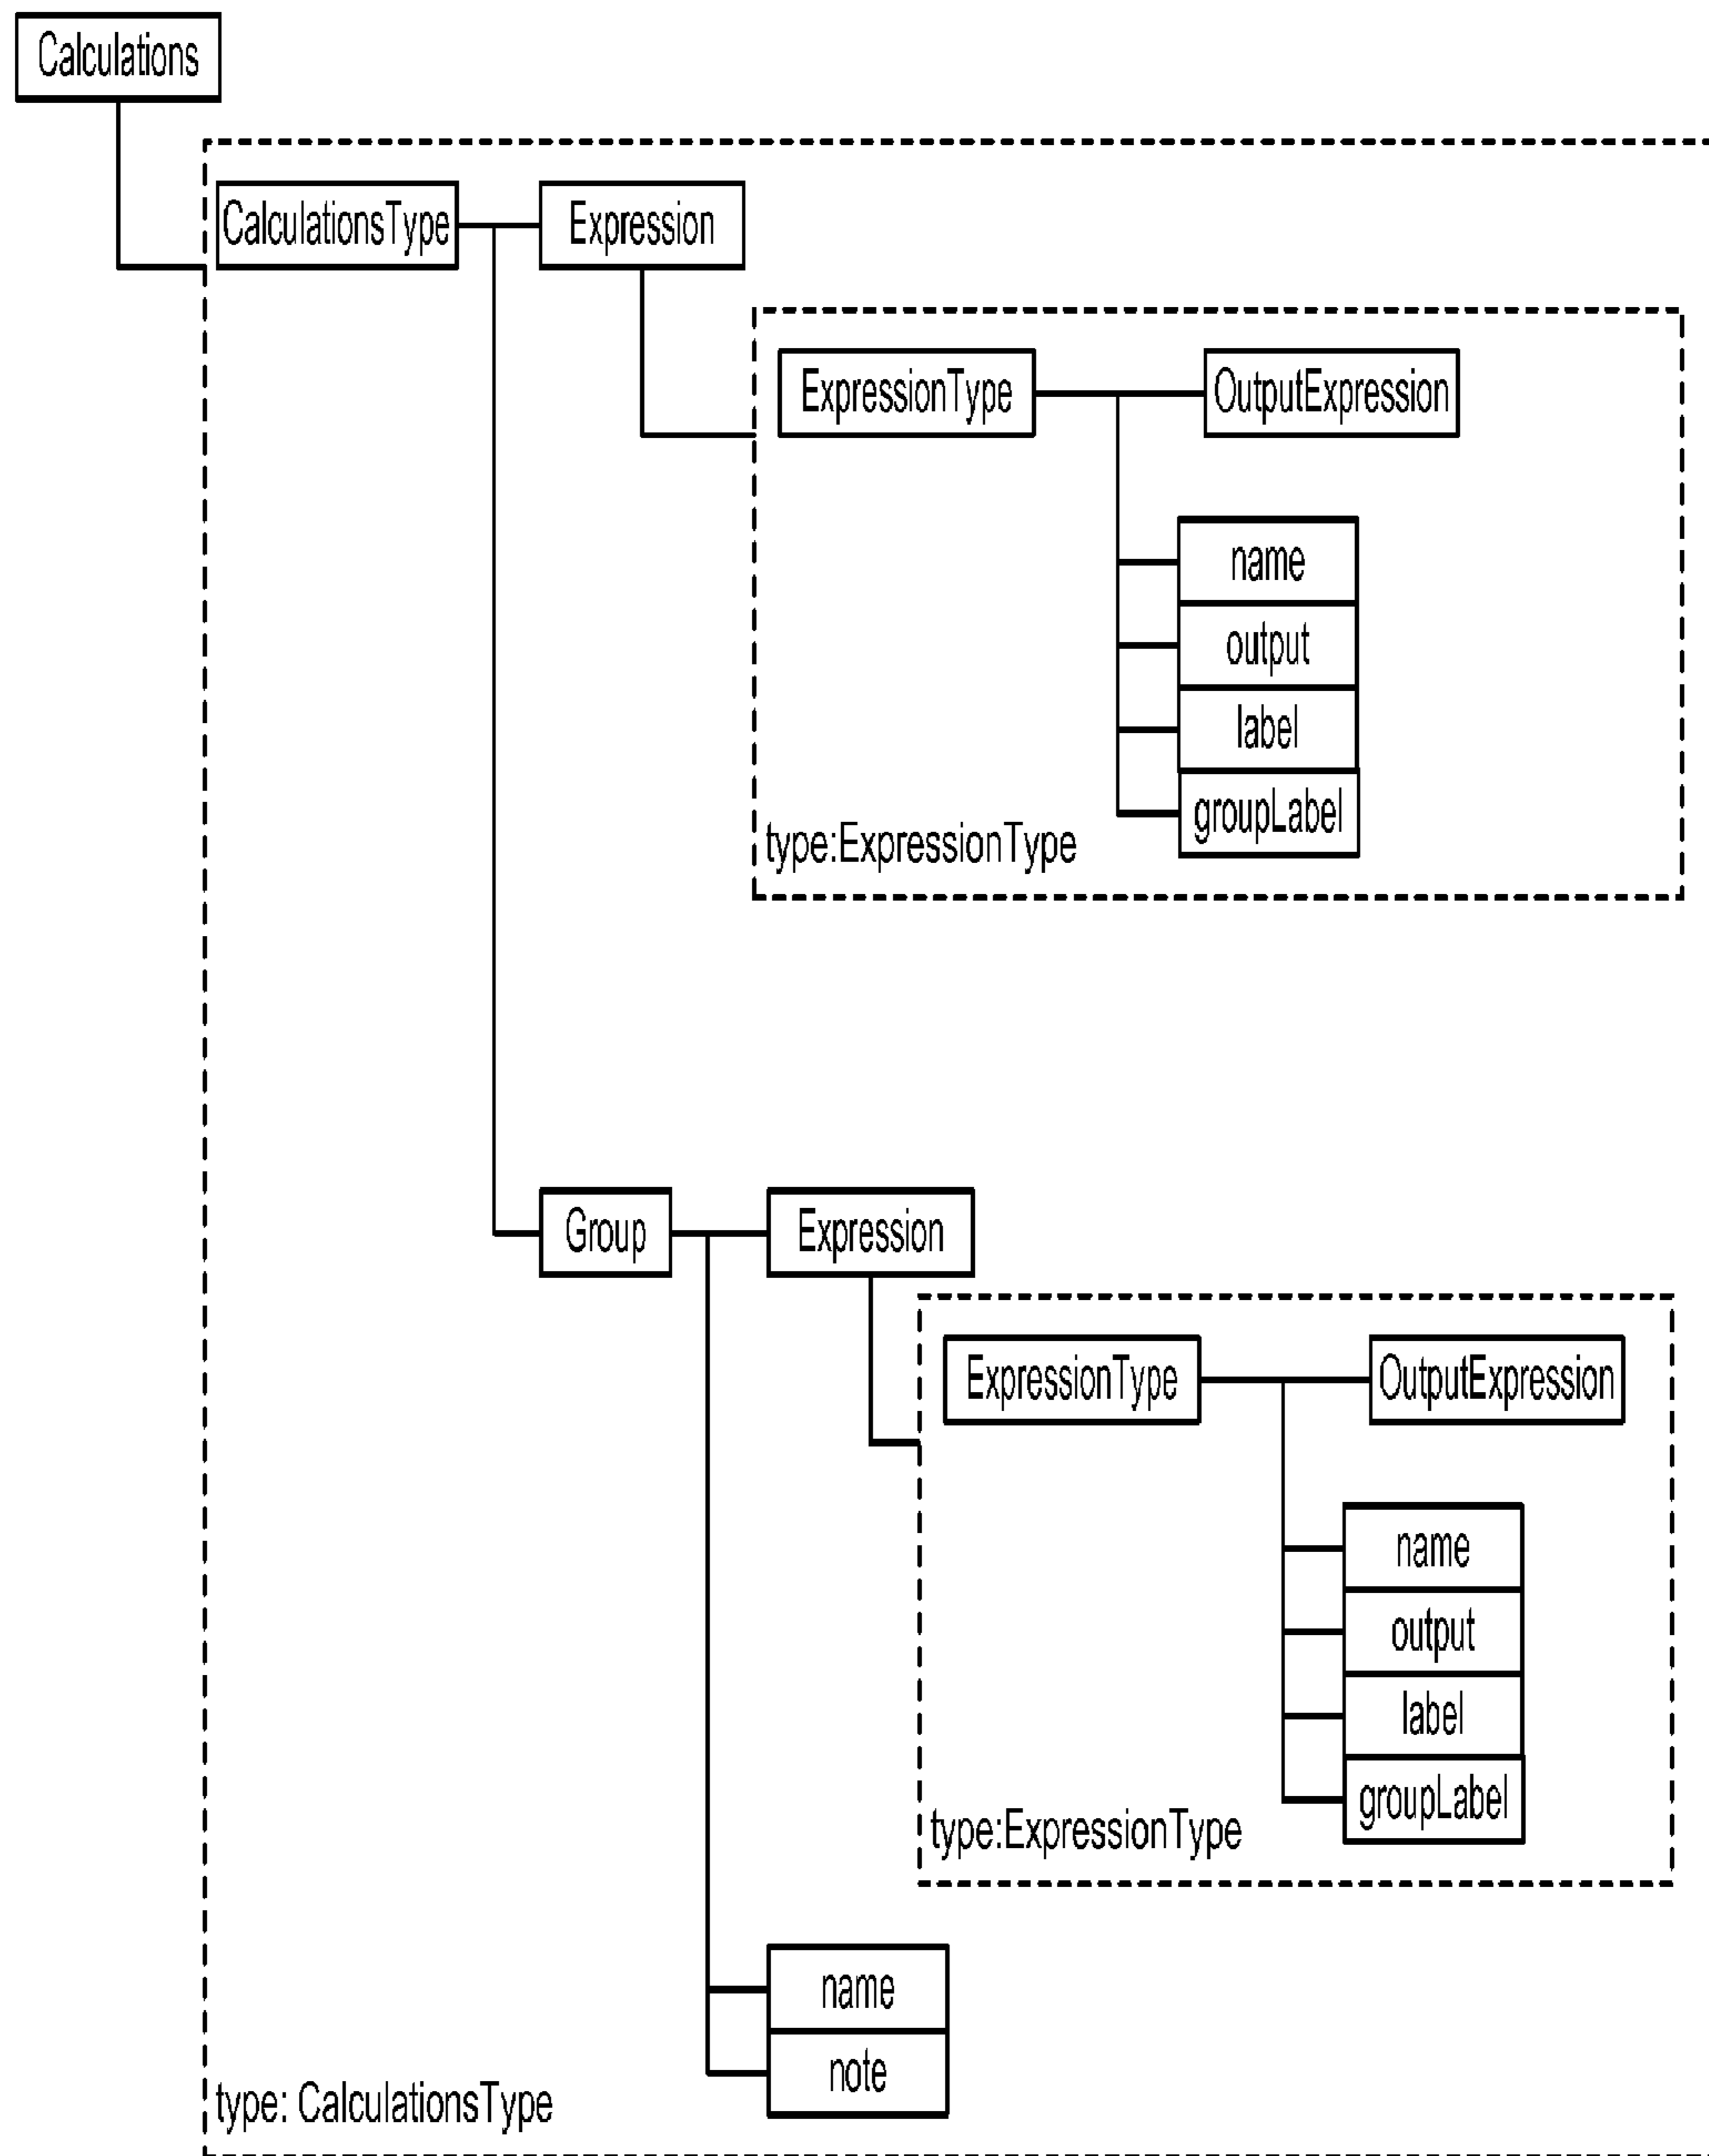 Calculations
CalculationsType
Expression
ExpressionType
OutputExpression
name
output
label
groupLabel
type:ExpressionType
Group
Expression
ExpressionType
OutputExpression
name
output
label
groupLabel
type:ExpressionType
name
note
type: CalculationsType